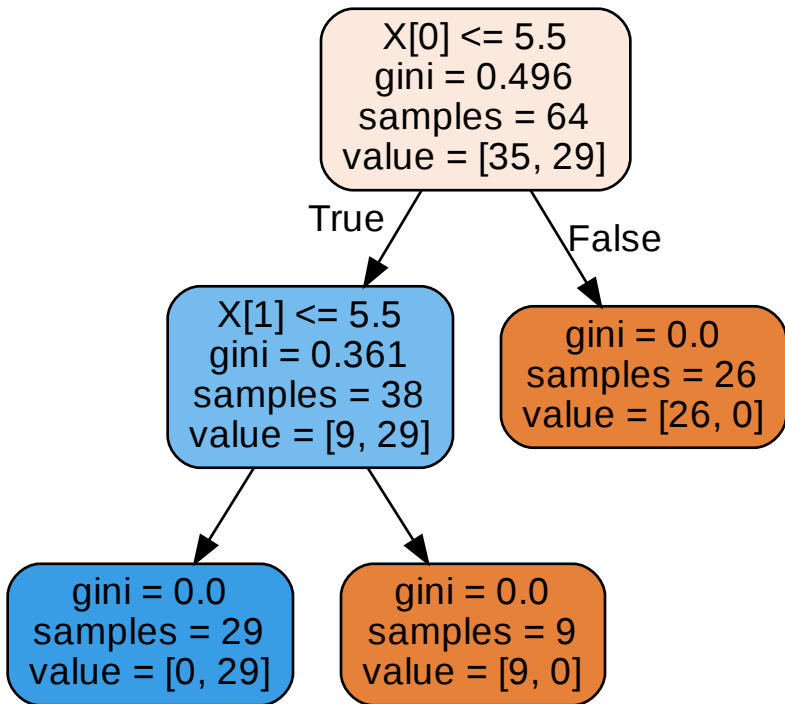 X[0] <= 5.5
gini = 0.496
samples = 64
value = [35, 29]
True
False
X[1] <= 5.5
gini = 0.361
samples = 38
value = [9, 29]
gini = 0.0
samples = 26
value = [26, 0]
gini = 0.0
samples = 29
value = [0, 29]
gini = 0.0
samples = 9
value = [9, 0]